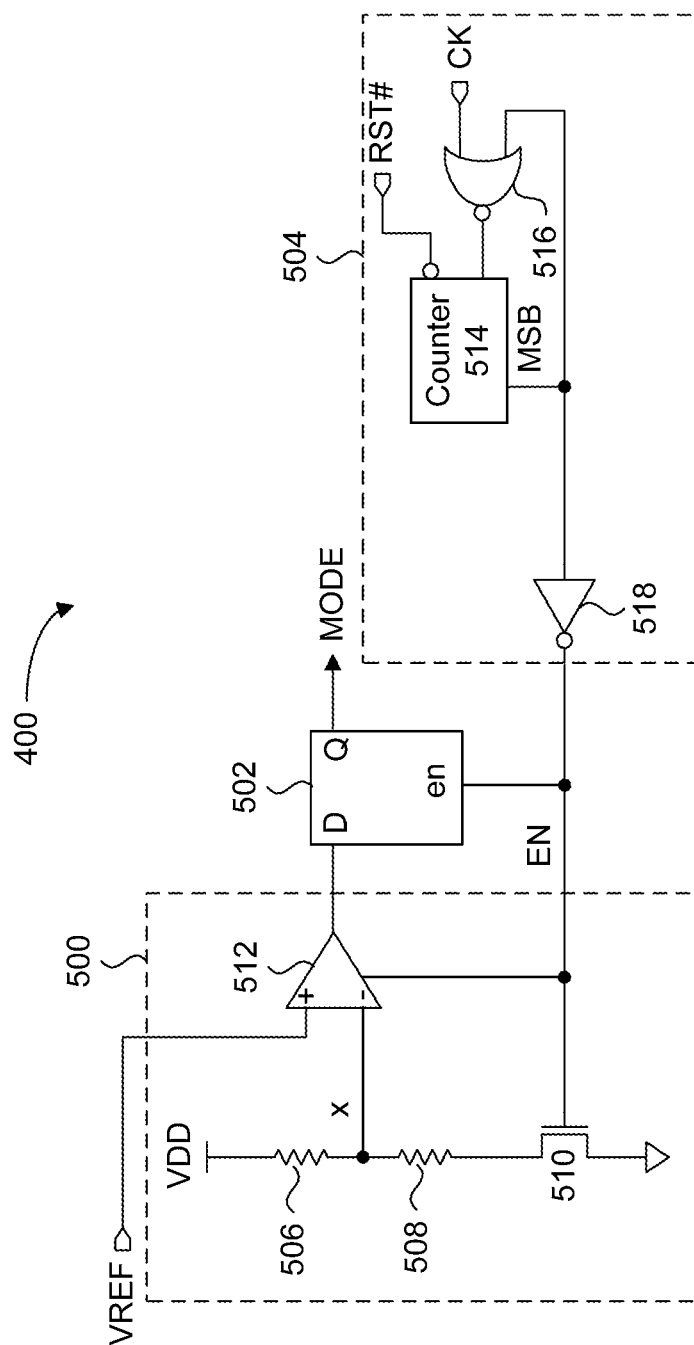 400
VREF
500
VDD
506
x
508
510
+
-
512
EN
502
D
Q
en
MODE
504
RST#
CK
Counter
514
MSB
516
518